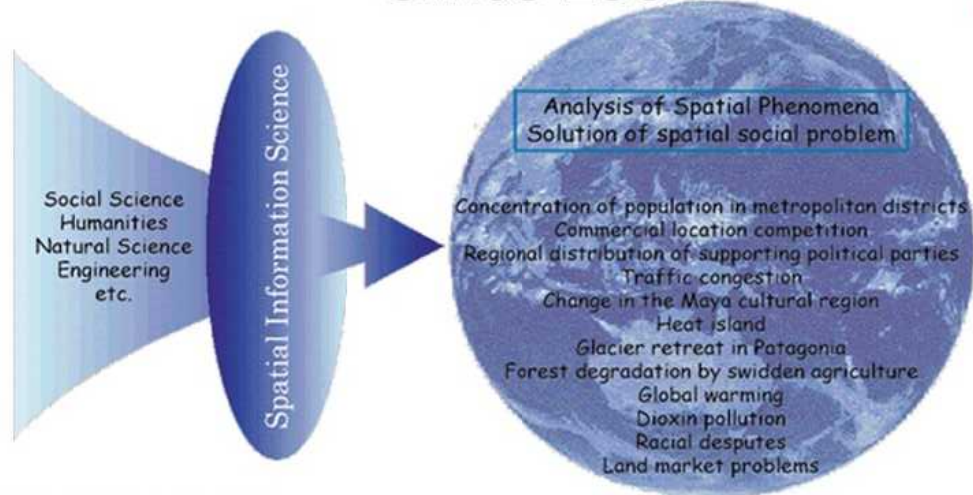 Social Science
Humanities
Natural Science
Engineering
etc.
Spatial Information Science
Analysis of Spatial Phenomena
Solution of spatial social problem
Concentration of population in metropolitan districts
Commercial location competition
Regional distribution of supporting political parties
Traffic congestion
Change in the Maya cultural region
Heat island
Glacier retreat in Patagonia
Forest degradation by swidden agriculture
Global warming
Dioxin pollution
Racial desputes
Land market problems